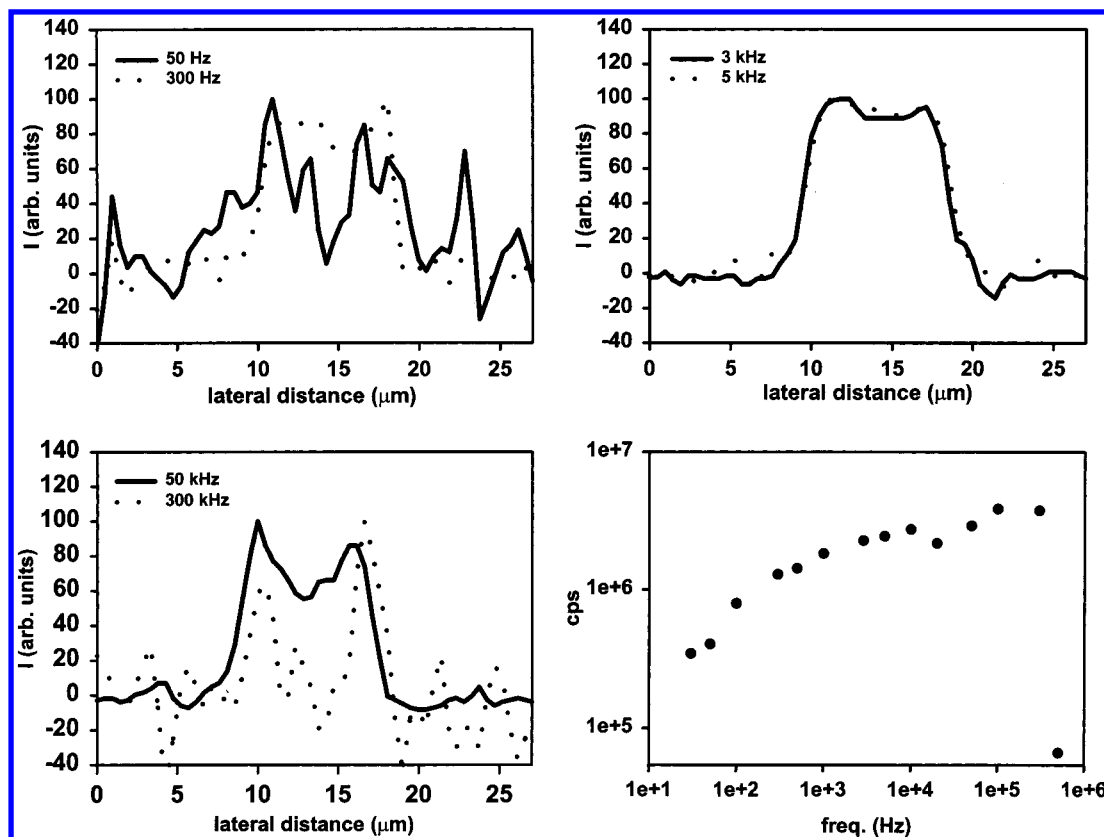 140
120
100
80
60
40
20
0
-20
-40
I (arb. units)
50 Hz
300 Hz
0 5 10 15 20 25
lateral distance (μm)
140
120
100
80
60
40
20
0
-20
-40
I (arb. units)
3 kHz
5 kHz
0 5 10 15 20 25
lateral distance (μm)
140
120
100
80
60
40
20
0
-20
-40
I (arb. units)
50 kHz
300 kHz
0 5 10 15 20 25
lateral distance (μm)
1e+7
1e+6
1e+5
cps
1e+1 1e+2 1e+3 1e+4 1e+5 1e+6
freq. (Hz)